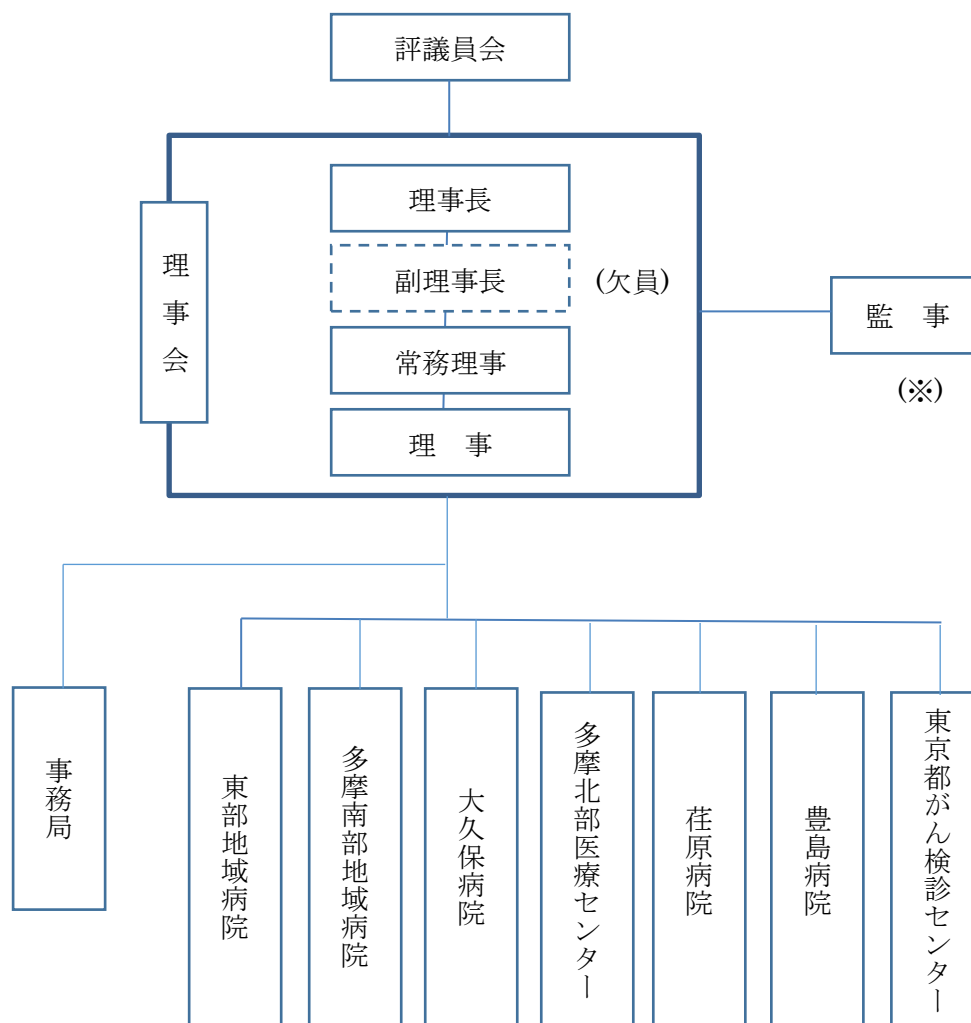 評議員会
理事会
理事長
副理事長
(欠員)
常務理事
理　事
監　事
(※)
事務局
東部地域病院
多摩南部地域病院
大久保病院
多摩北部医療センター
荏原病院
豊島病院
東京都がん検診センター